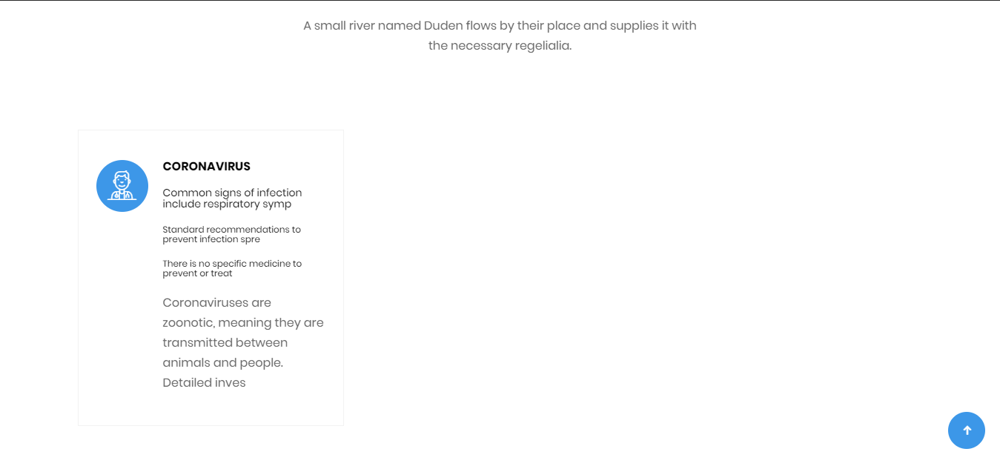 A small river named Duden flows by their place and supplies it with
the necessary regelialia.
CORONAVIRUS
Common signs of infection
include respiratory symp
Standard recommendations to
prevent infection spre
There is no specific medicine to
prevent or treat
Coronaviruses are
zoonotic, meaning they are
transmitted between
animals and people.
Detailed inves